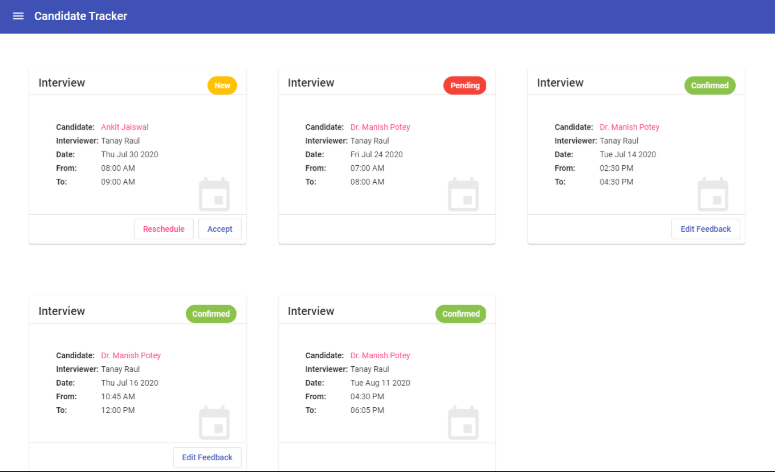 Candidate Tracker
Interview
New
Candidate: Ankit Jaiswal
Interviewer: Tanay Raul
Date: Thu Jul 30 2020
From: 08:00 AM
To: 09:00 AM
Reschedule
Accept
Interview
Pending
Candidate: Dr. Manish Potey
Interviewer: Tanay Raul
Date: Fri Jul 24 2020
From: 07:00 AM
To: 08:00 AM
Interview
Confirmed
Candidate: Dr. Manish Potey
Interviewer: Tanay Raul
Date: Tue Jul 14 2020
From: 02:30 PM
To: 04:30 PM
Edit Feedback
Interview
Confirmed
Candidate: Dr. Manish Potey
Interviewer: Tanay Raul
Date: Thu Jul 16 2020
From: 10:45 AM
To: 12:00 PM
Edit Feedback
Interview
Confirmed
Candidate: Dr. Manish Potey
Interviewer: Tanay Raul
Date: Tue Aug 11 2020
From: 04:30 PM
To: 06:05 PM